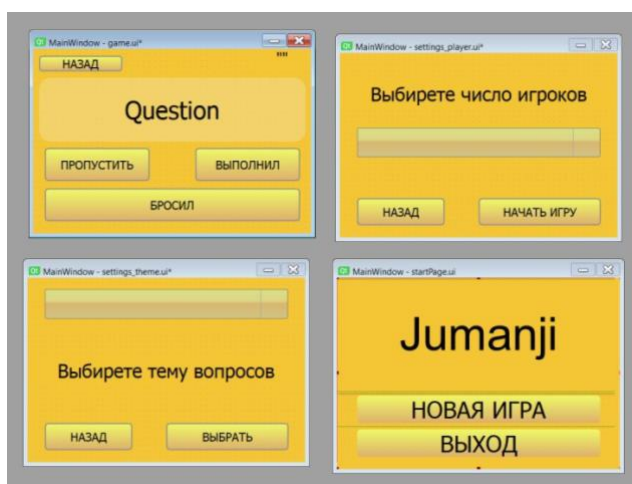 MainWindow - game.ui*
НАЗАД
Question
ПРОПУСТИТЬ
ВЫПОЛНИЛ
БРОСИЛ
MainWindow - settings_player.ui*
Выбирете число игроков
НАЗАД
НАЧАТЬ ИГРУ
MainWindow - settings_theme.ui*
Выбирете тему вопросов
НАЗАД
ВЫБРАТЬ
MainWindow - startPage.ui
Jumanji
НОВАЯ ИГРА
ВЫХОД